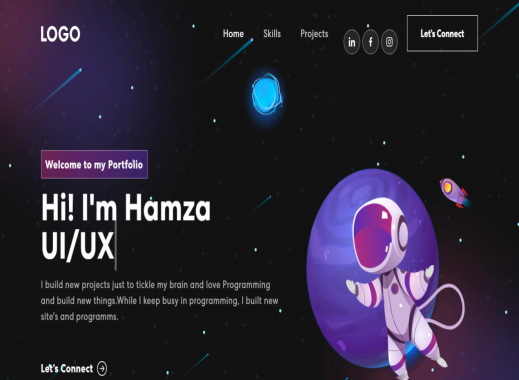 LOGO
Home Skills Projects
in f
Let's Connect
Welcome to my Portfolio
Hi! I'm Hamza
UI/UX
I build new projects just to tickle my brain and love Programming
and build new things.While I keep busy in programming, I built new
site's and programms.
Let's Connect